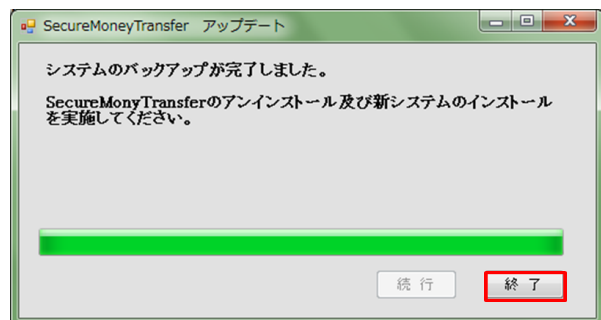 SecureMoneyTransfer アップデート
システムのバックアップが完了しました。
SecureMonyTransferのアンインストール及び新システムのインストール
を実施してください。
続 行
終 了